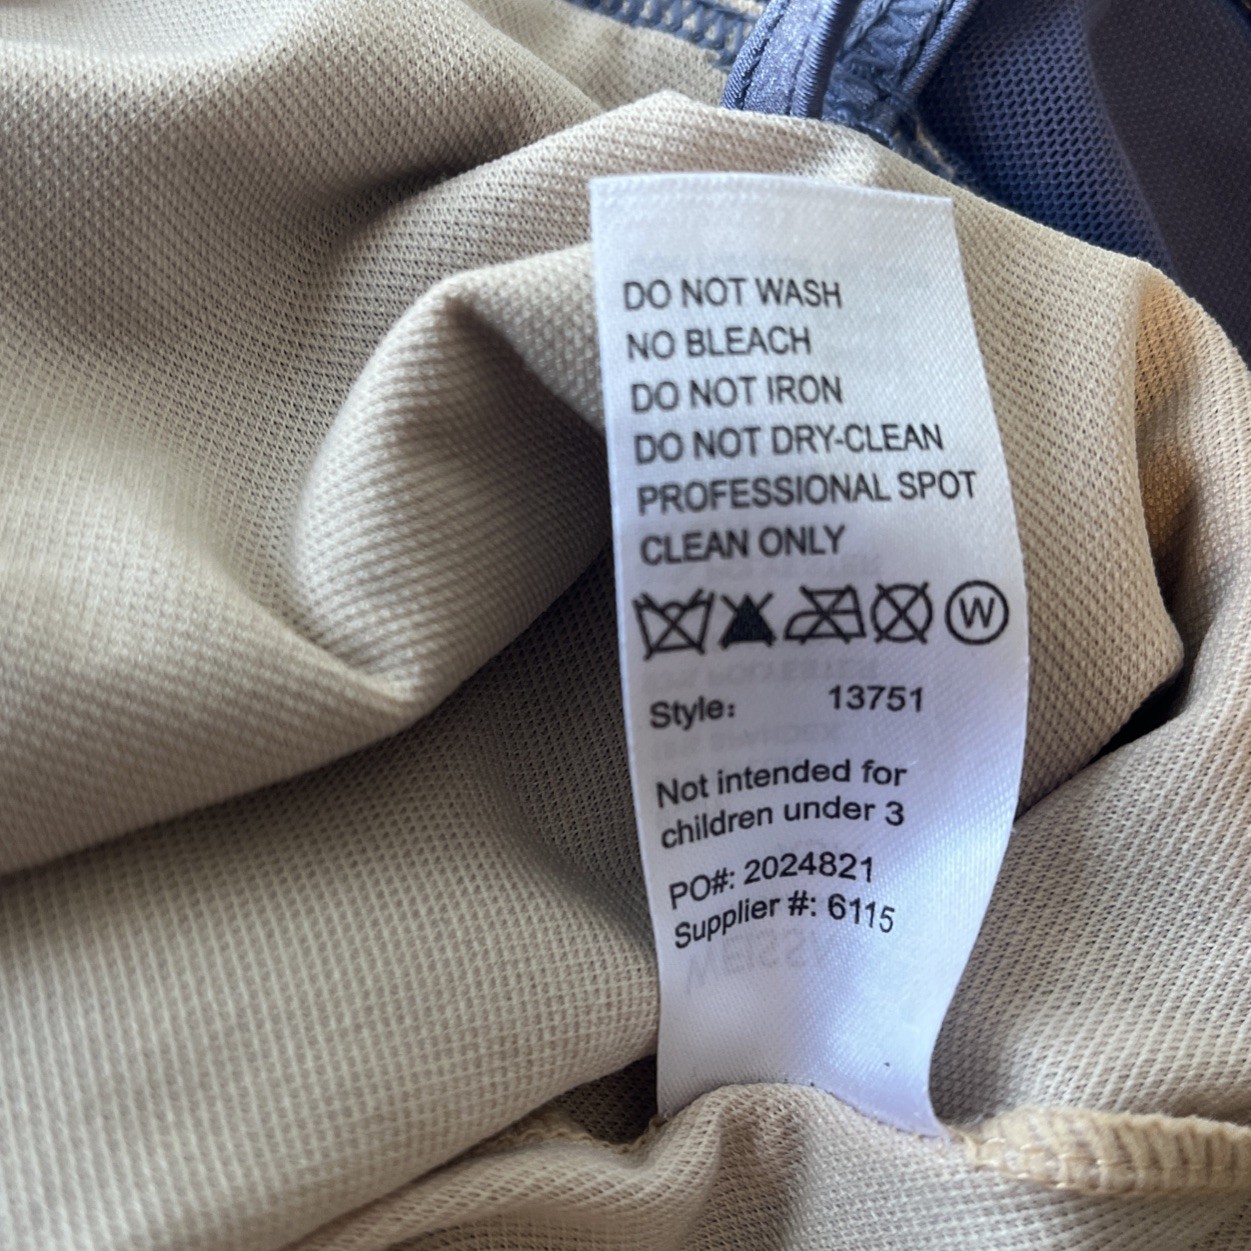 DO NOT WASH
NO BLEACH
DO NOT IRON
DO NOT DRY-CLEAN
PROFESSIONAL SPOT
CLEAN ONLY
W
Style: 13751
Not intended for
children under 3
PO#: 2024821
Supplier #: 6115